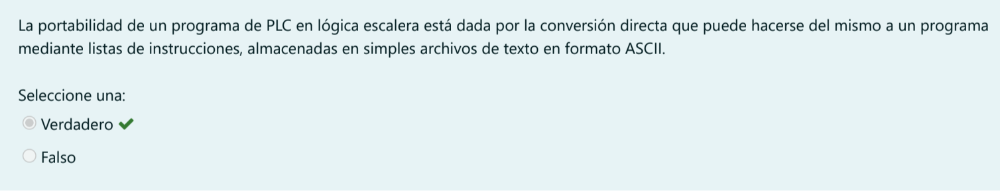 La portabilidad de un programa de PLC en lógica escalera está dada por la conversión directa que puede hacerse del mismo a un programa
mediante listas de instrucciones, almacenadas en simples archivos de texto en formato ASCII.
Seleccione una:
Verdadero
Falso